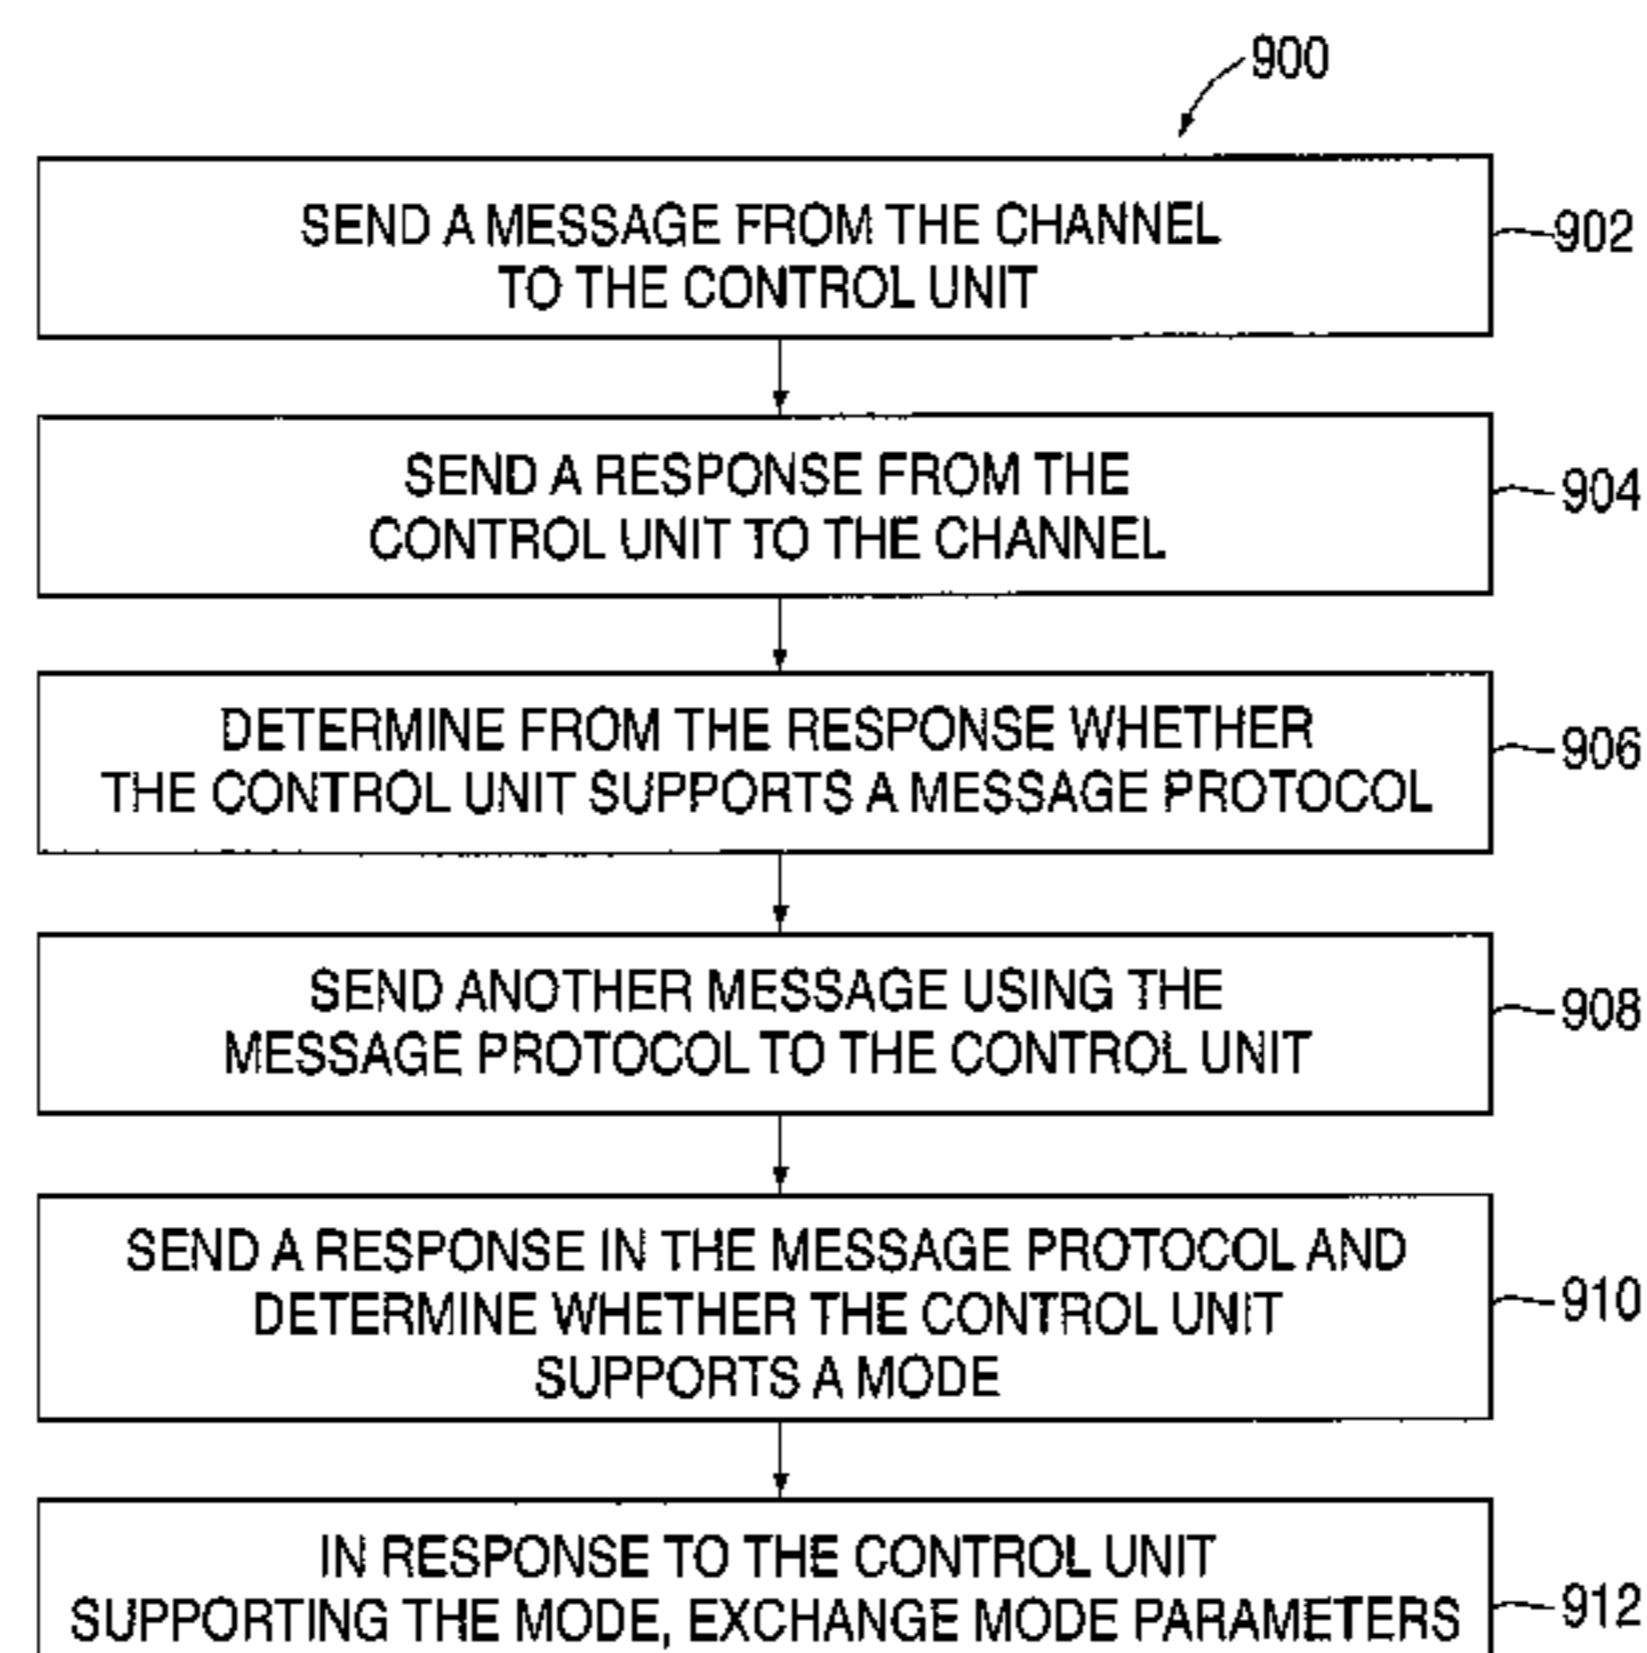 900
SEND A MESSAGE FROM THE CHANNEL
TO THE CONTROL UNIT
902
SEND A RESPONSE FROM THE
CONTROL UNIT TO THE CHANNEL
904
DETERMINE FROM THE RESPONSE WHETHER
THE CONTROL UNIT SUPPORTS A MESSAGE PROTOCOL
906
SEND ANOTHER MESSAGE USING THE
MESSAGE PROTOCOL TO THE CONTROL UNIT
908
SEND A RESPONSE IN THE MESSAGE PROTOCOL AND
DETERMINE WHETHER THE CONTROL UNIT
SUPPORTS A MODE
910
IN RESPONSE TO THE CONTROL UNIT
SUPPORTING THE MODE, EXCHANGE MODE PARAMETERS
912